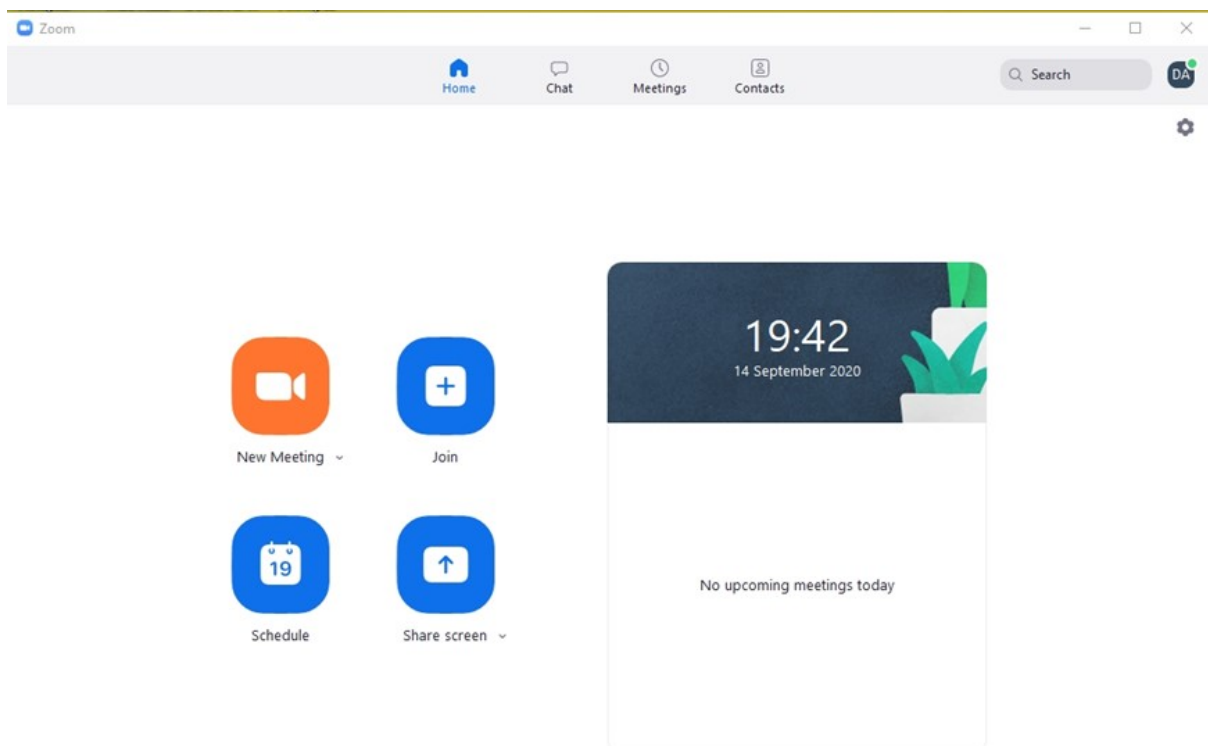 Zoom
Home
Chat
Meetings
Contacts
Search
DA
19:42
14 September 2020
New Meeting
Join
19
Schedule
Share screen
No upcoming meetings today